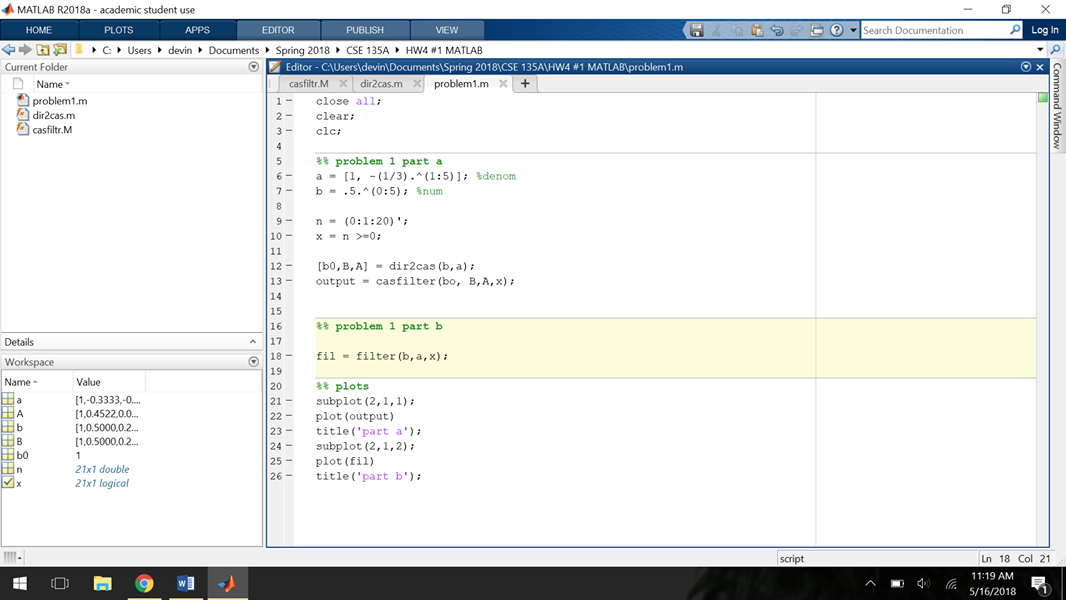 MATLAB R2018a - academic student use
HOME PLOTS APPS EDITOR PUBLISH VIEW
Search Documentation
Log In
C: Users devin Documents Spring 2018 CSE 135A HW4 #1 MATLAB
Current Folder
Name
problem1.m
dir2cas.m
casfiltr.M
Details
Workspace
Name Value
a [1,-0.3333,-0....
A [1,0.4522,0.0...
b [1,0.5000,0.2...
B [1,0.5000,0.2...
b0 1
n 21x1 double
x 21x1 logical
Editor - C:\Users\devin\Documents\Spring 2018\CSE 135A\HW4 #1 MATLAB\problem1.m
casfiltr.M dir2cas.m problem1.m
1 close all;
2 clear;
3 clc;
4
5 %% problem 1 part a
6 a = [1, -(1/3).^(1:5)]; %denom
7 b = .5.^(0:5); %num
8
9 n = (0:1:20)';
10 x = n >=0;
11
12 [b0,B,A] = dir2cas(b,a);
13 output = casfilter(bo, B,A,x);
14
15
16 %% problem 1 part b
17
18 fil = filter(b,a,x);
19
20 %% plots
21 subplot(2,1,1);
22 plot(output)
23 title('part a');
24 subplot(2,1,2);
25 plot(fil)
26 title('part b');
Command Window
script
Ln 18 Col 21
11:19 AM
5/16/2018
1